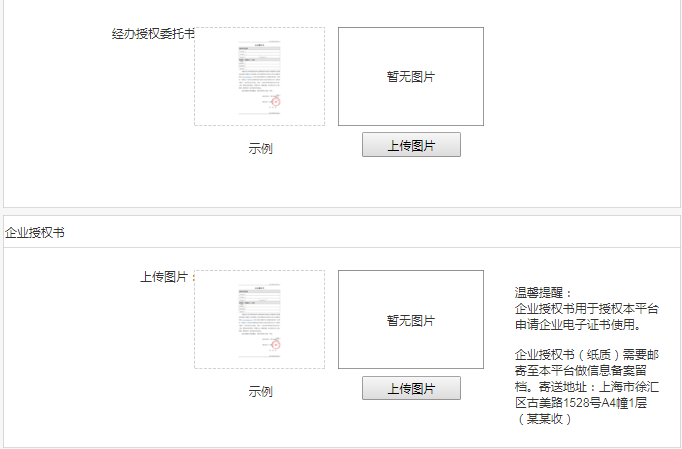 经办授权委托书
暂无图片
示例
上传图片
企业授权书
上传图片：
暂无图片
示例
上传图片
温馨提醒：
企业授权书用于授权本平台
申请企业电子证书使用。
企业授权书（纸质）需要邮
寄至本平台做信息备案留
档。寄送地址：上海市徐汇
区古美路1528号A4幢1层
（某某收）